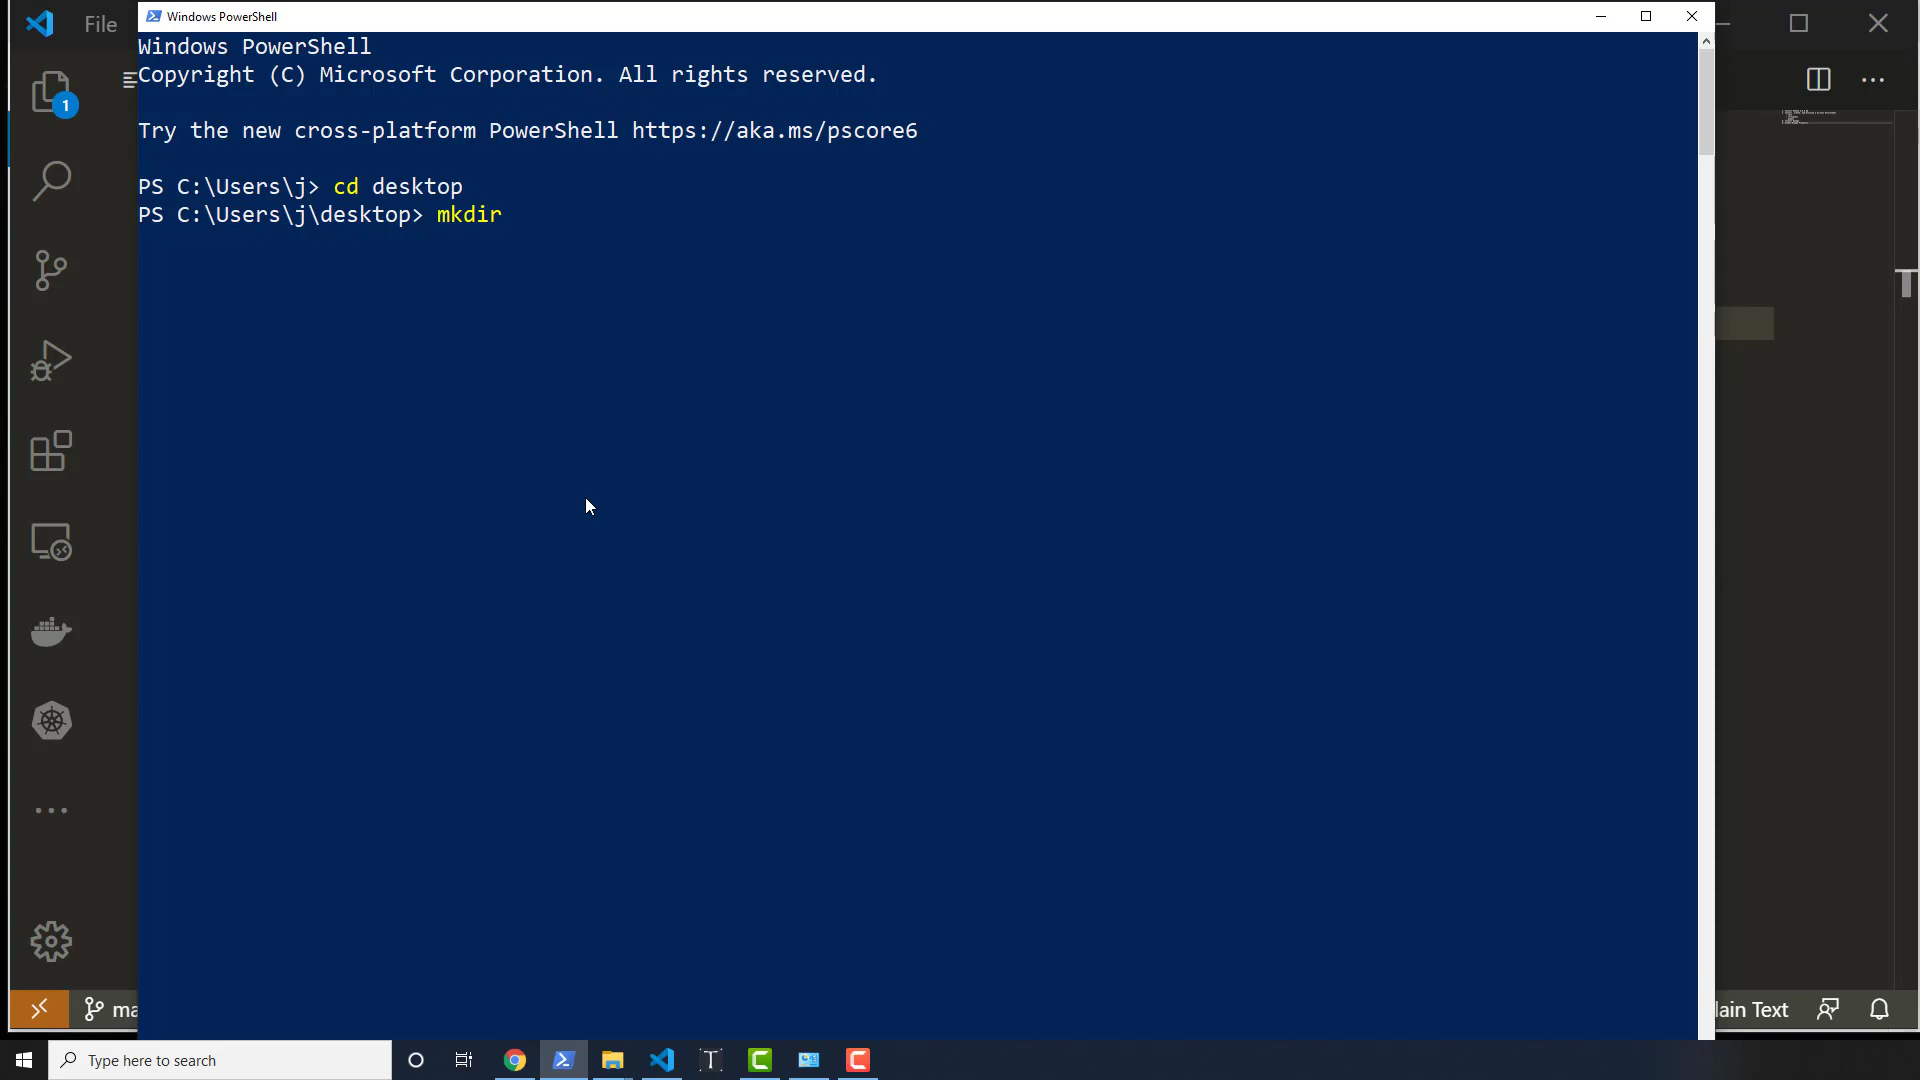 File
Windows PowerShell
Windows PowerShell
Copyright (C) Microsoft Corporation. All rights reserved.
Try the new cross-platform PowerShell https://aka.ms/pscore6
PS C:\Users\j> cd desktop
PS C:\Users\j\desktop> mkdir
1
ma
lain Text
Type here to search